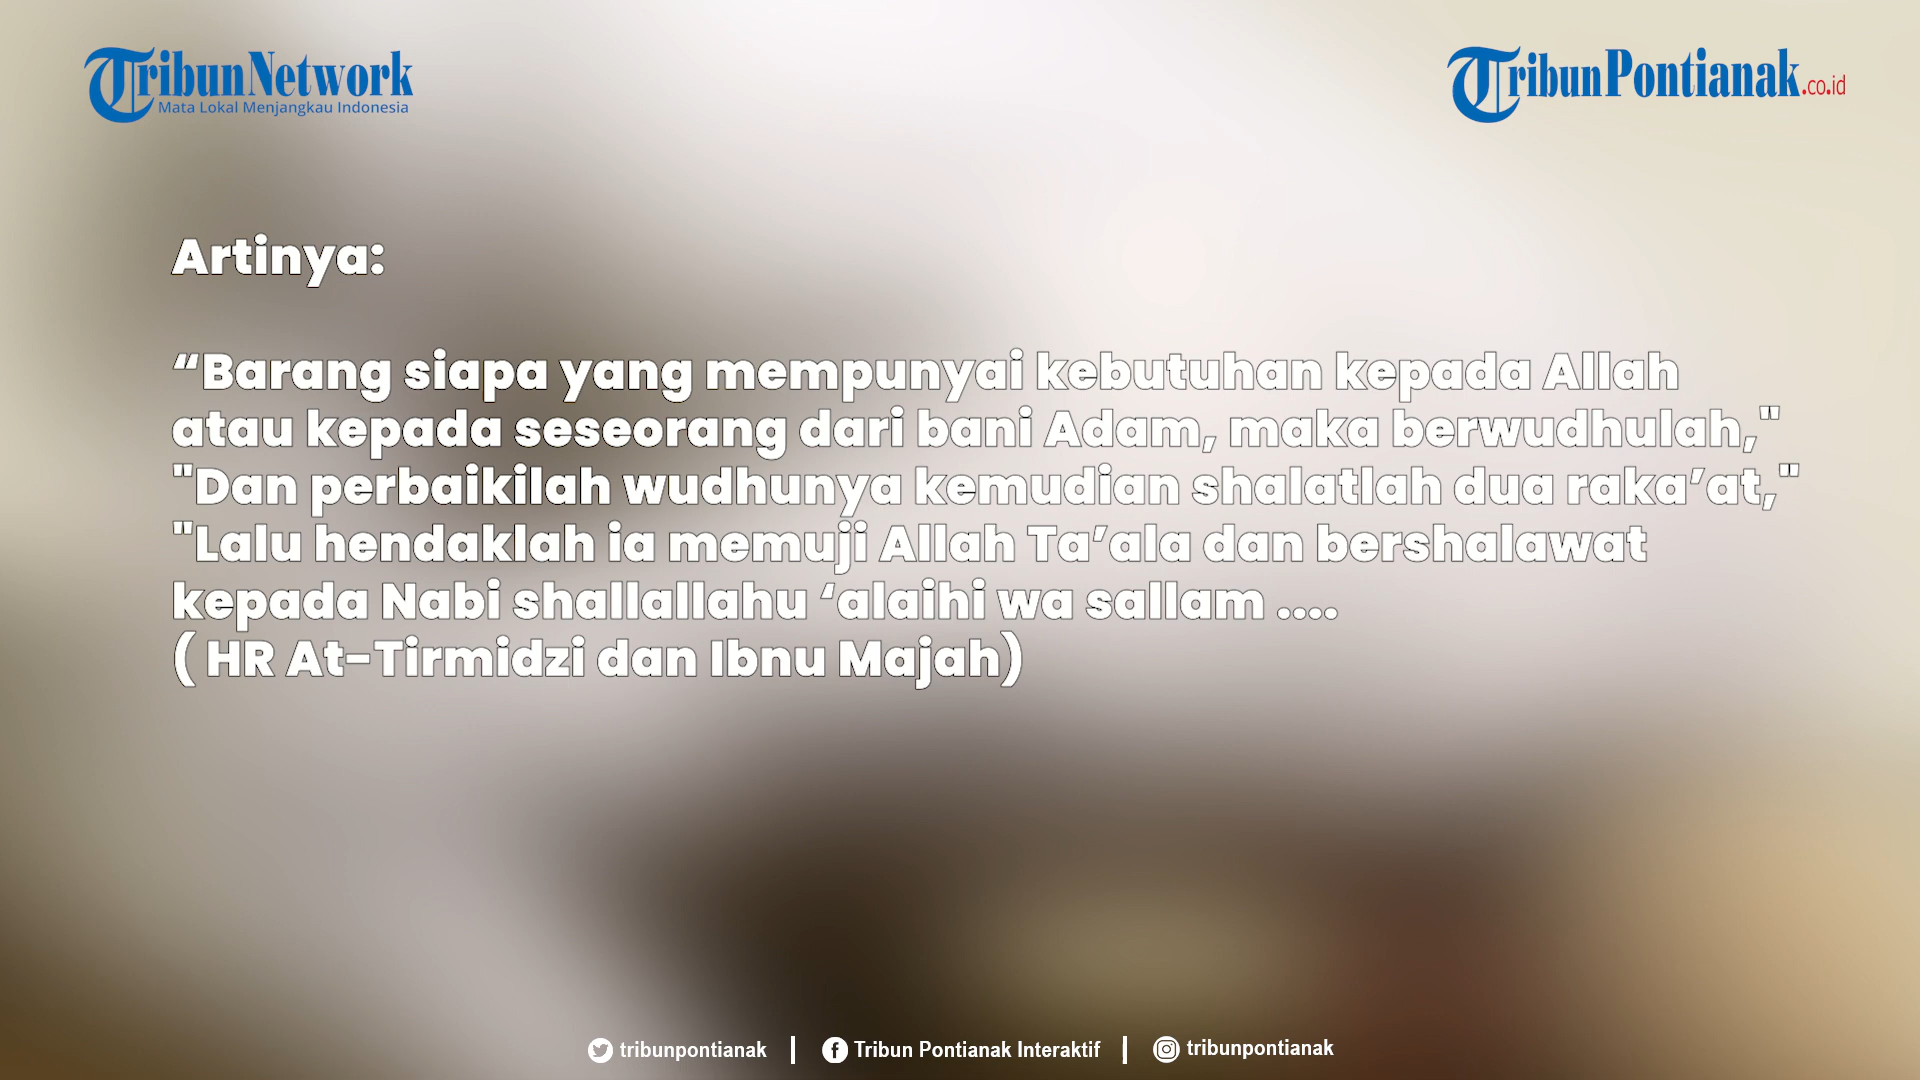 TribunNetwork
Mata Lokal Menjangkau Indonesia
TribunPontianak.co.id
Artinya:
“Barang siapa yang mempunyai kebutuhan kepada Allah
atau kepada seseorang dari bani Adam, maka berwudhulah,"
"Dan perbaikilah wudhunya kemudian shalatlah dua raka’at,"
"Lalu hendaklah ia memuji Allah Ta’ala dan bershalawat
kepada Nabi shallallahu ‘alaihi wa sallam ....
( HR At-Tirmidzi dan Ibnu Majah)
tribunpontianak | Tribun Pontianak Interaktif | tribunpontianak